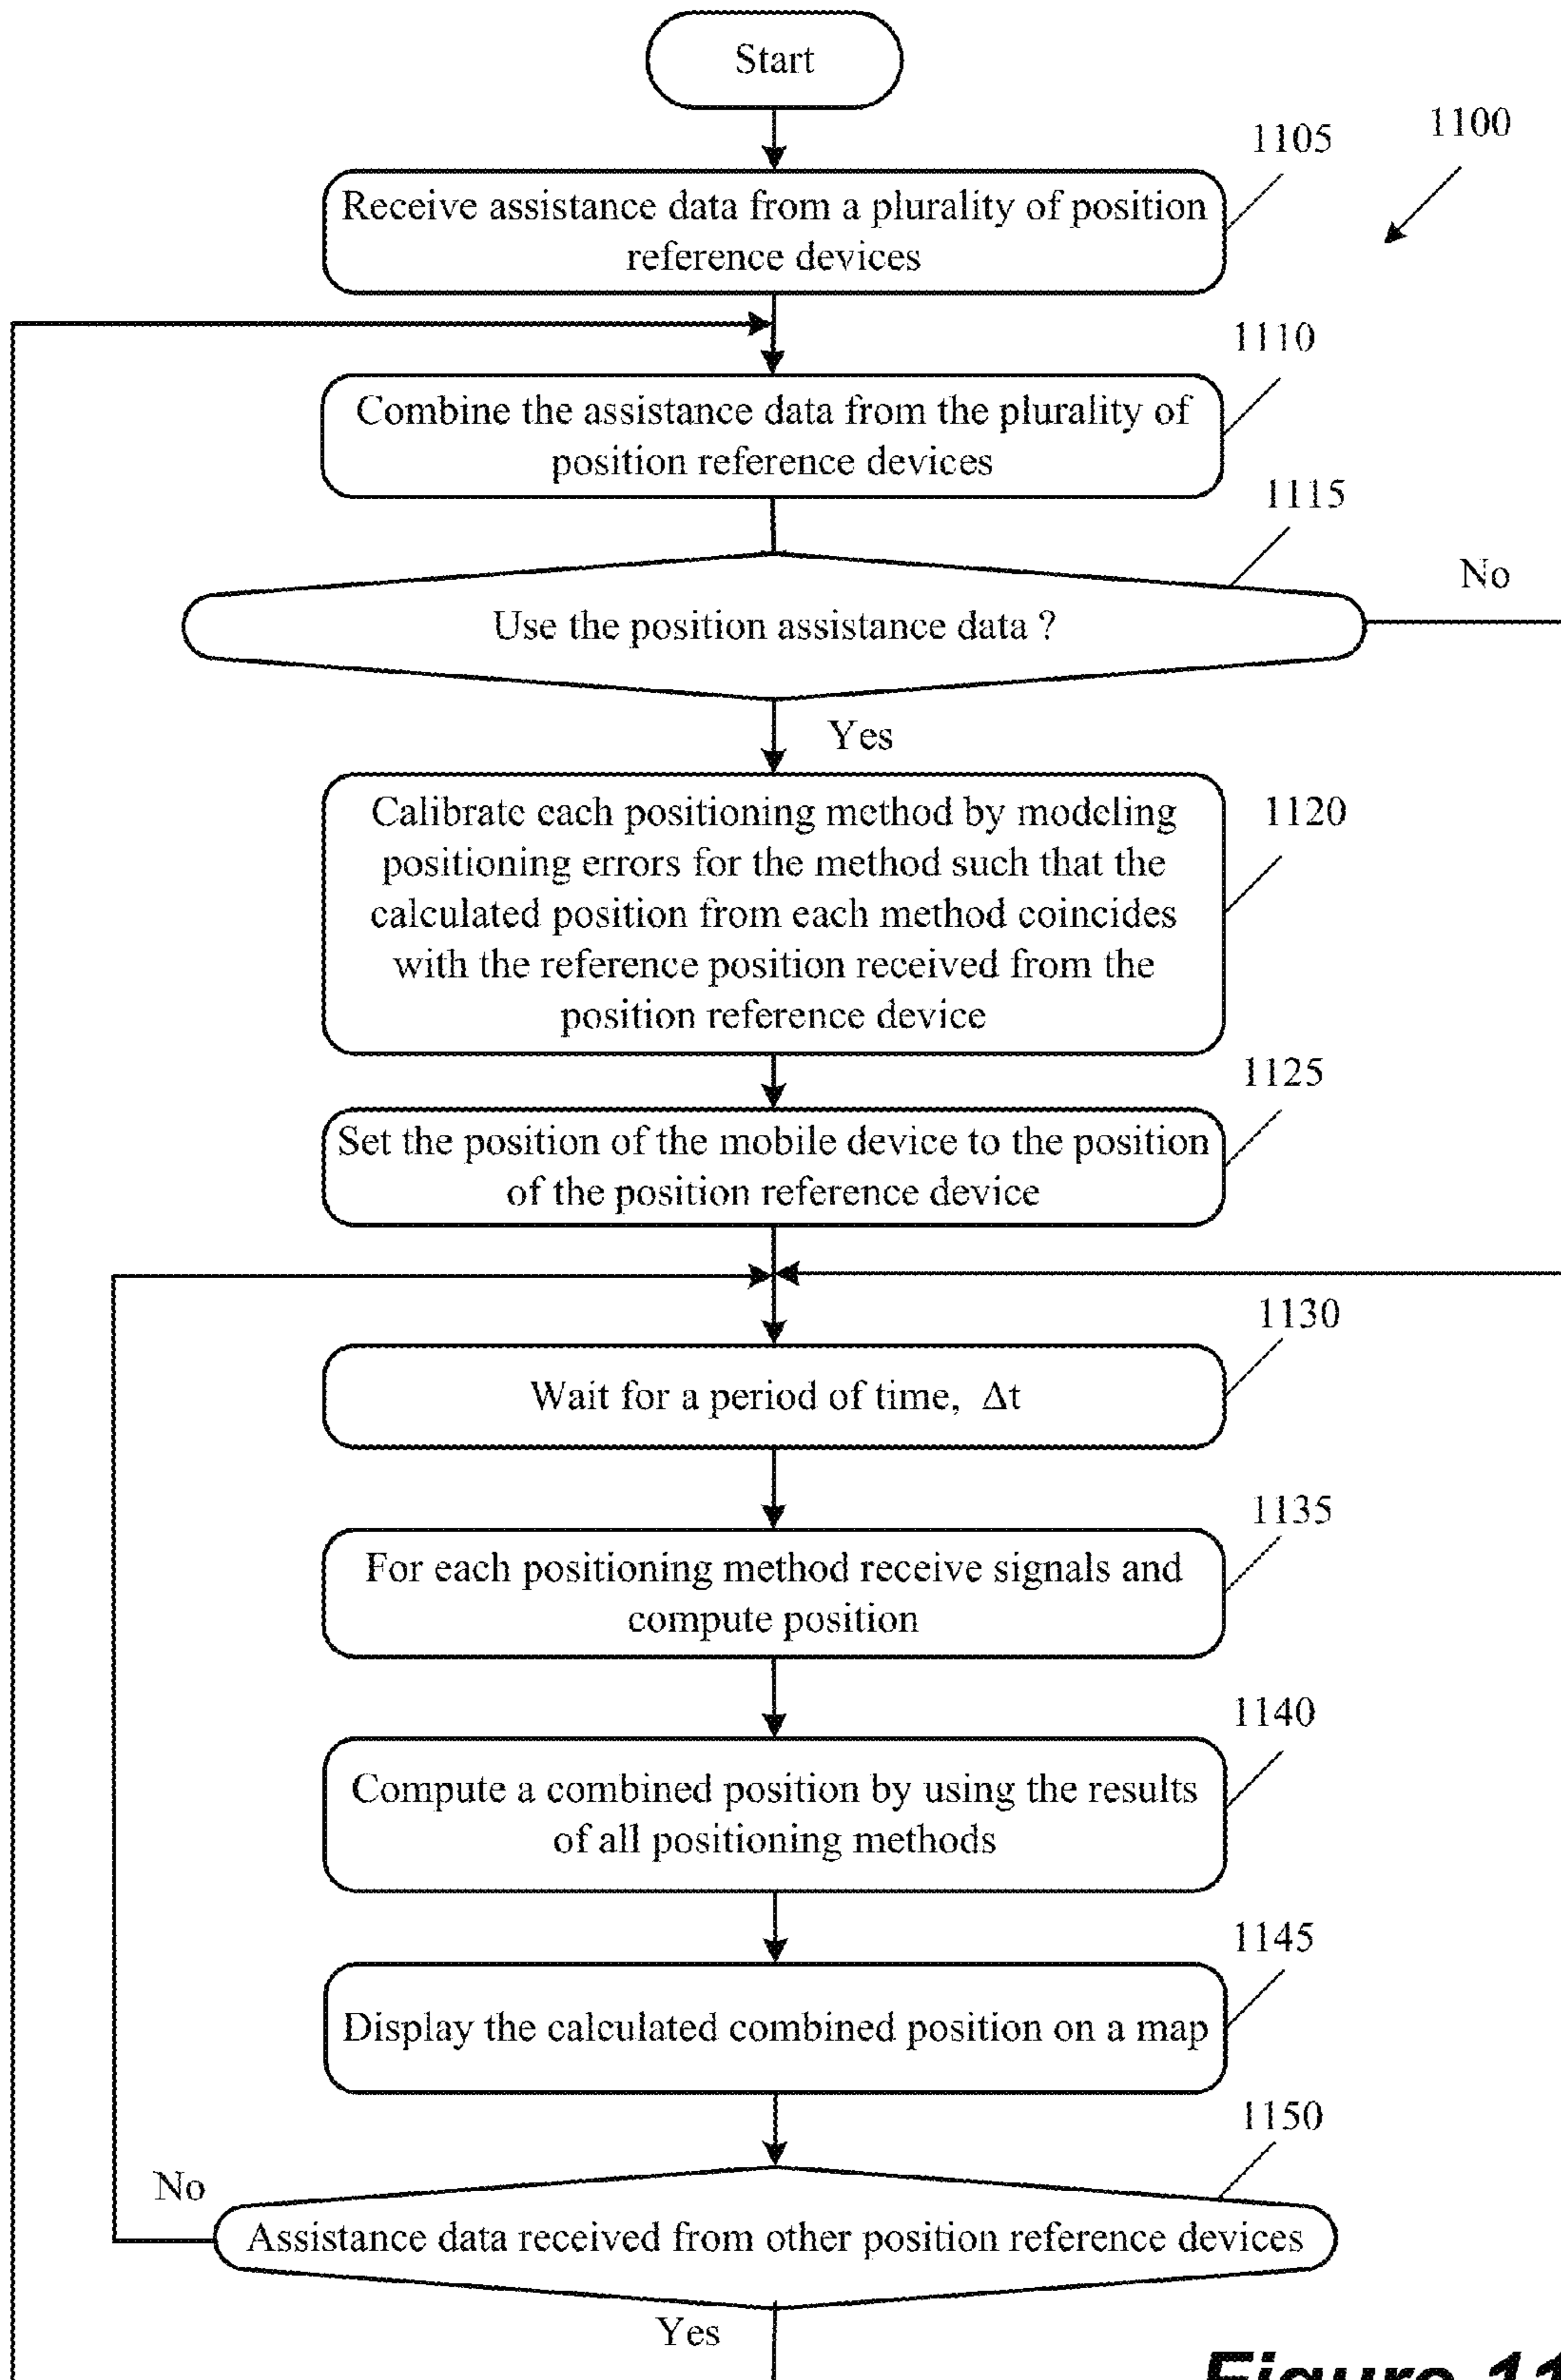 Start
1105
1100
Receive assistance data from a plurality of position
reference devices
1110
Combine the assistance data from the plurality of
position reference devices
1115
No
Use the position assistance data ?
Yes
Calibrate each positioning method by modeling
positioning errors for the method such that the
calculated position from each method coincides
with the reference position received from the
position reference device
1120
1125
Set the position of the mobile device to the position
of the position reference device
1130
Wait for a period of time, Δt
1135
For each positioning method receive signals and
compute position
1140
Compute a combined position by using the results
of all positioning methods
1145
Display the calculated combined position on a map
1150
No
Assistance data received from other position reference devices
Yes
Figure 11